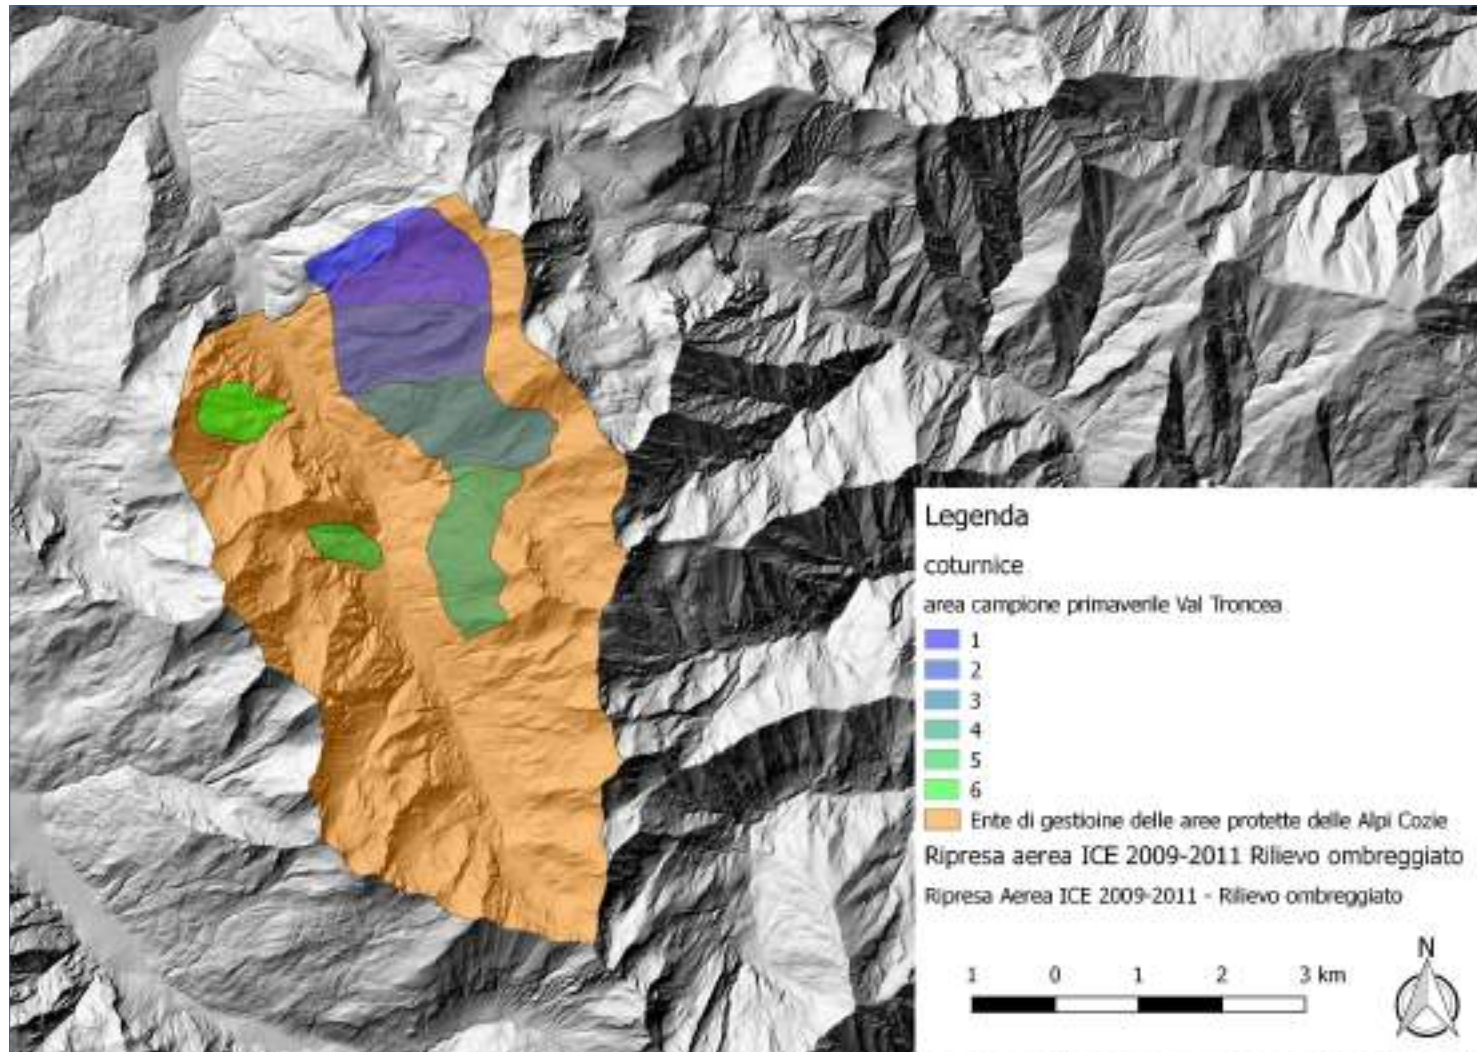 Legenda
coturnice
area campione primaverile Val Troncea
1
2
3
4
5
6
Ente di gestioine delle aree protette delle Alpi Cozie
Ripresa aerea ICE 2009-2011 Rilievo ombreggiato
Ripresa Aerea ICE 2009-2011 - Rilievo ombreggiato
N
1 0 1 2 3 km